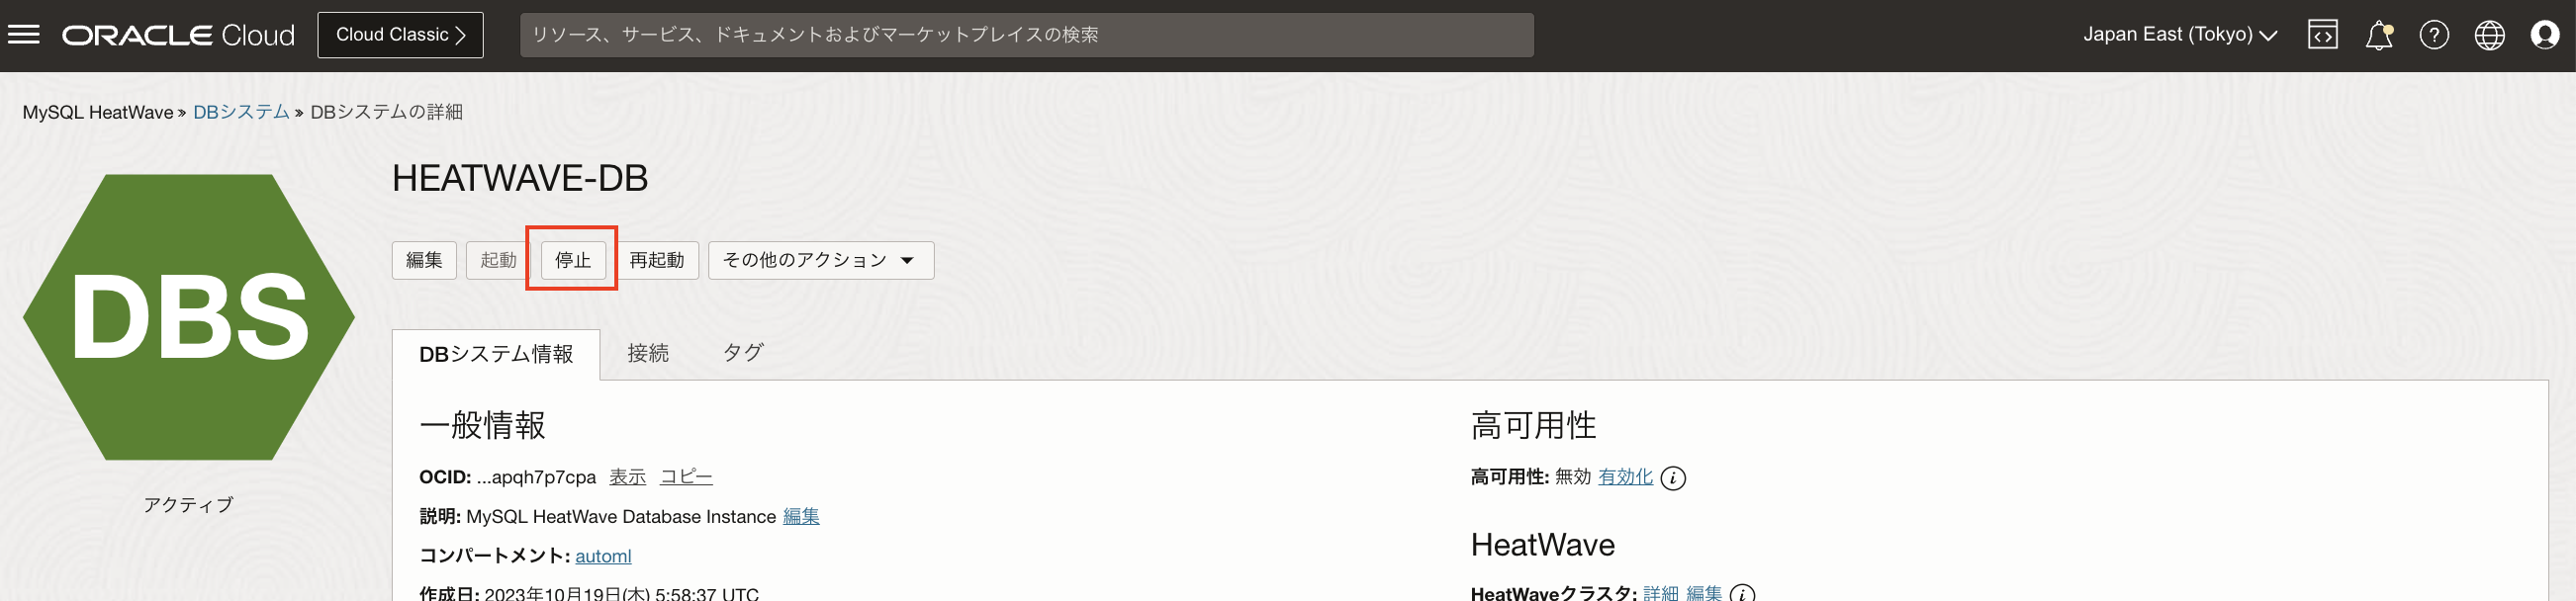 ORACLE Cloud Cloud Classic リソース、サービス、ドキュメントおよびマーケットプレイスの検索 Japan East (Tokyo)
MySQL HeatWave » DBシステム » DBシステムの詳細
DBS
アクティブ
HEATWAVE-DB
編集 起動 停止 再起動 その他のアクション
DBシステム情報 接続 タグ
一般情報
OCID: ...apqh7p7cpa 表示 コピー
説明: MySQL HeatWave Database Instance 編集
コンパートメント: automl
作成日: 2023年10月19日(木) 5:58:37 UTC
高可用性
高可用性: 無効 有効化
HeatWave
HeatWaveクラスタ: 詳細 編集